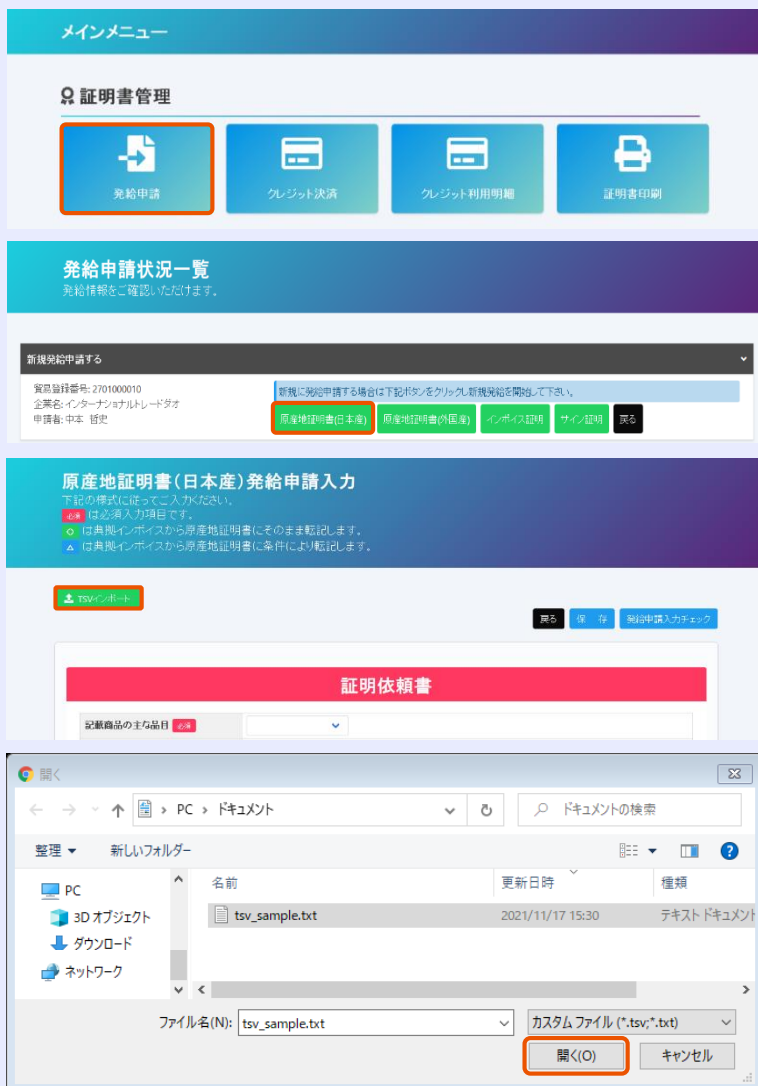 メインメニュー
証明書管理
発給申請
クレジット決済
クレジット利用明細
証明書印刷
発給申請状況一覧
発給情報をご確認いただけます。
新規発給申請する
貿易登録番号: 2701000010
企業名: インターナショナルトレードダオ
申請者: 中本 哲史
新規に発給申請する場合は下記ボタンをクリックし新規発給を開始して下さい。
原産地証明書(日本産) 原産地証明書(外国産) インボイス証明 サイン証明 戻る
原産地証明書(日本産)発給申請入力
下記の様式に従ってご入力ください。
必須 は必須入力項目です。
○ は典拠インボイスから原産地証明書にそのまま転記します。
△ は典拠インボイスから原産地証明書に条件により転記します。
TSVインポート
戻る 保 存 発給申請入力チェック
証明依頼書
記載商品の主な品目 必須
開く
PC › ドキュメント
ドキュメントの検索
整理 新しいフォルダー
名前 更新日時 種類
PC
3D オブジェクト
ダウンロード
ネットワーク
tsv_sample.txt 2021/11/17 15:30 テキスト ドキュメント
ファイル名(N): tsv_sample.txt
カスタム ファイル (*.tsv;*.txt)
開く(O) キャンセル